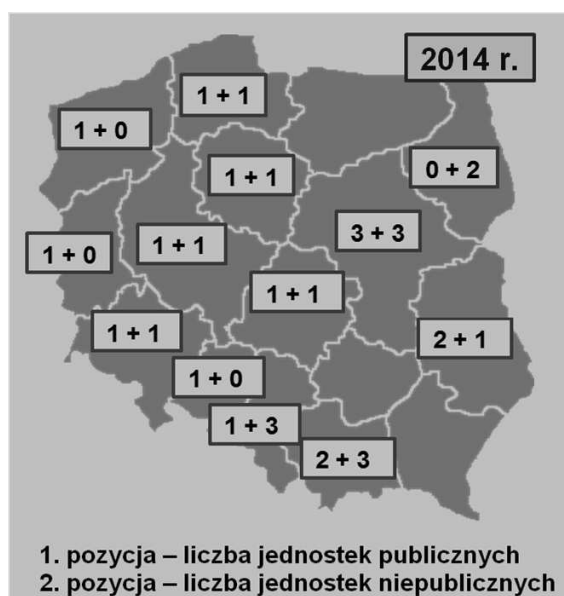 2014 r.
1 + 1
1 + 0
1 + 1
0 + 2
3 + 3
1 + 1
1 + 0
1 + 1
1 + 1
2 + 1
1 + 0
1 + 3
2 + 3
1. pozycja – liczba jednostek publicznych
2. pozycja – liczba jednostek niepublicznych